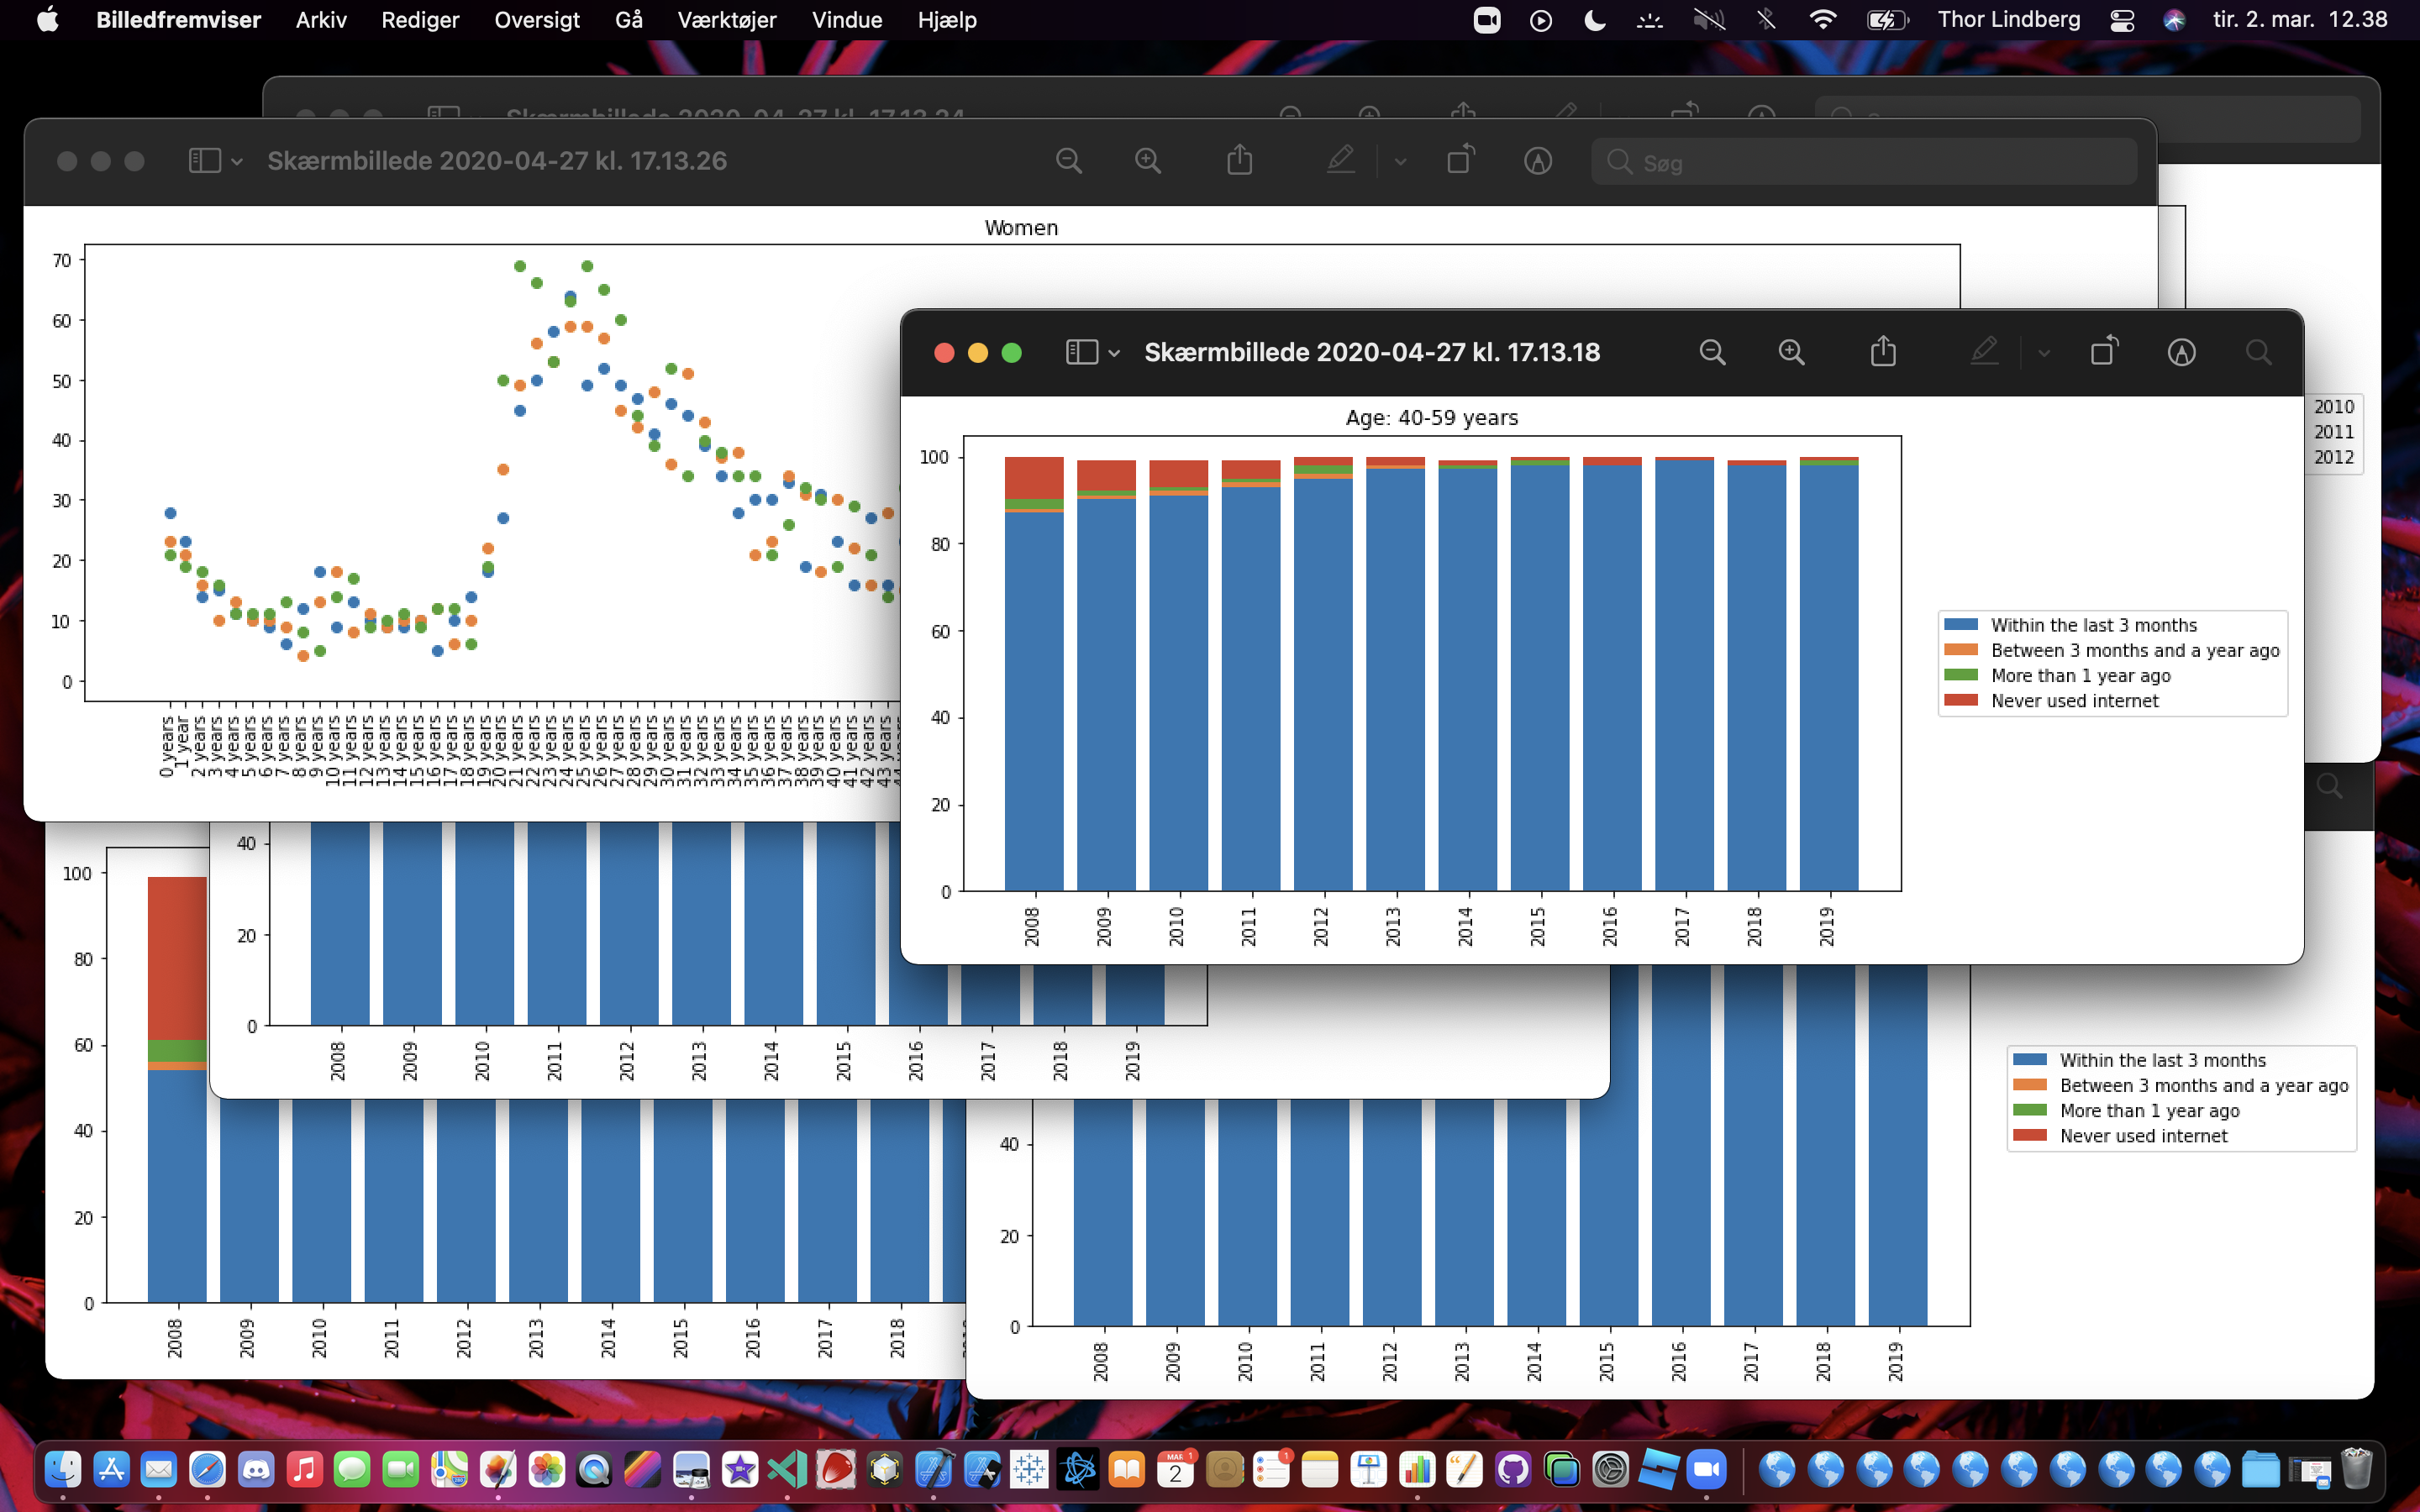 Billedfremviser Arkiv Rediger Oversigt Gå Værktøjer Vindue Hjælp Thor Lindberg tir. 2. mar. 12.38
Skærmbillede 2020-04-27 kl. 17.13.26 Søg
Women
70
60
50
40
30
20
10
0
0 years
1 year
2 years
3 years
4 years
5 years
6 years
7 years
8 years
9 years
10 years
11 years
12 years
13 years
14 years
15 years
16 years
17 years
18 years
19 years
20 years
21 years
22 years
23 years
24 years
25 years
26 years
27 years
28 years
29 years
30 years
31 years
32 years
33 years
34 years
35 years
36 years
37 years
38 years
39 years
40 years
41 years
42 years
43 years
2010
2011
2012
Skærmbillede 2020-04-27 kl. 17.13.18
Age: 40-59 years
100
80
60
40
20
0
2008 2009 2010 2011 2012 2013 2014 2015 2016 2017 2018 2019
Within the last 3 months
Between 3 months and a year ago
More than 1 year ago
Never used internet
40
20
0
2008 2009 2010 2011 2012 2013 2014 2015 2016 2017 2018 2019
100
80
60
40
20
0
2008 2009 2010 2011 2012 2013 2014 2015 2016 2017 2018
40
20
0
2008 2009 2010 2011 2012 2013 2014 2015 2016 2017 2018 2019
Within the last 3 months
Between 3 months and a year ago
More than 1 year ago
Never used internet
MAR 1
2
1